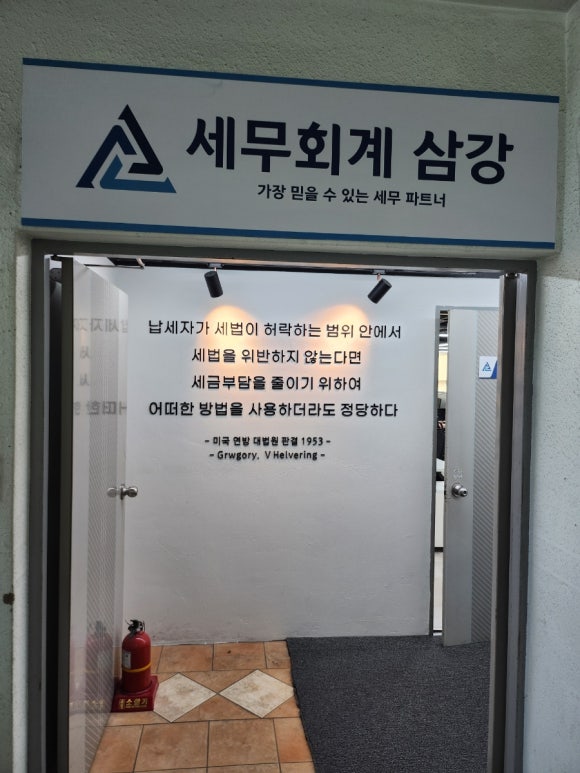 세무회계 삼강
가장 믿을 수 있는 세무 파트너
납세자가 세법이 허락하는 범위 안에서
세법을 위반하지 않는다면
세금부담을 줄이기 위하여
어떠한 방법을 사용하더라도 정당하다
- 미국 연방 대법원 판결 1953 -
- Grwgory, V Helvering -
소화기